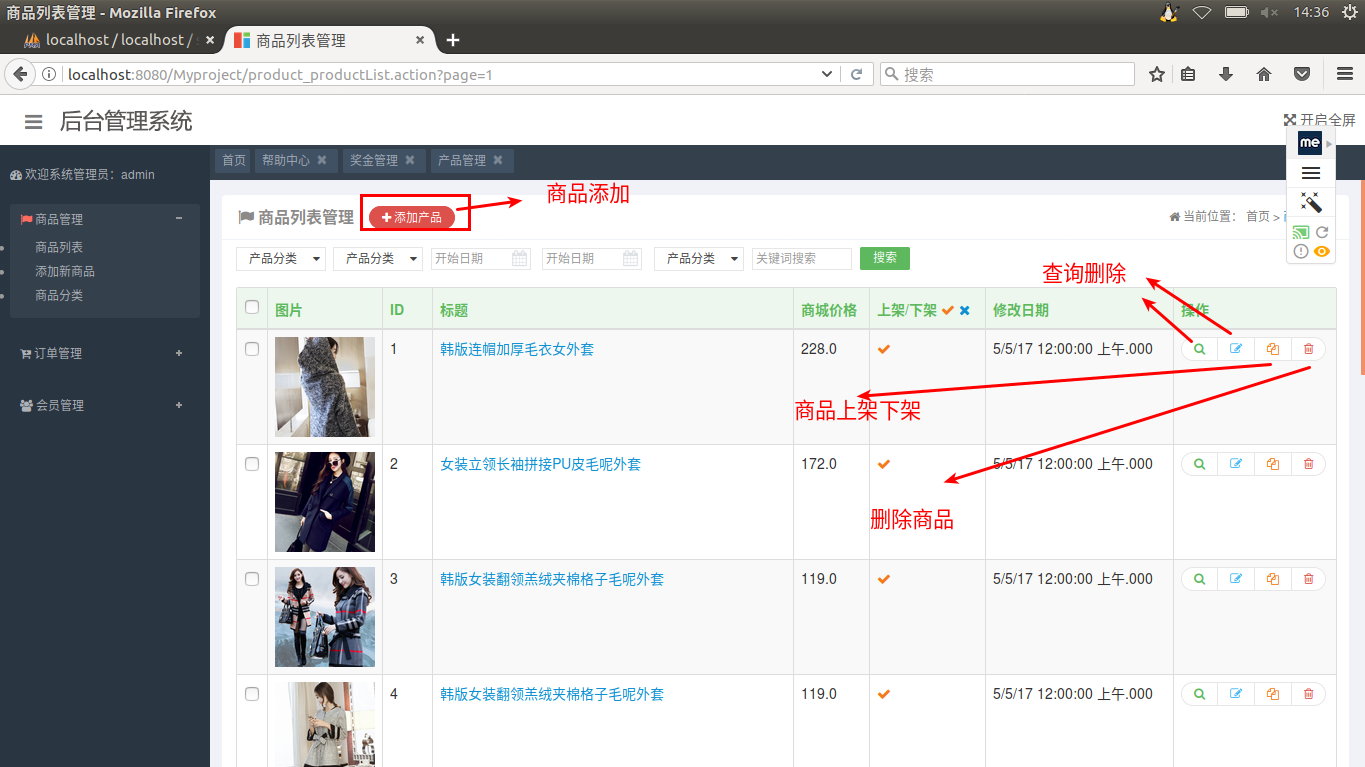 商品列表管理 - Mozilla Firefox
14:36
localhost / localhost /
商品列表管理
localhost:8080/Myproject/product_productList.action?page=1
搜索
后台管理系统
开启全屏
me
欢迎系统管理员：admin
首页 帮助中心 奖金管理 产品管理
商品管理
商品列表
添加新商品
商品分类
订单管理
会员管理
商品添加
商品列表管理 添加产品
当前位置： 首页 >
产品分类 产品分类 开始日期 开始日期 产品分类 关键词搜索 搜索
查询删除
图片 ID 标题 商城价格 上架/下架 修改日期 操作
1 韩版连帽加厚毛衣女外套 228.0 5/5/17 12:00:00 上午.000
商品上架下架
2 女装立领长袖拼接PU皮毛呢外套 172.0 5/5/17 12:00:00 上午.000
删除商品
3 韩版女装翻领羔绒夹棉格子毛呢外套 119.0 5/5/17 12:00:00 上午.000
4 韩版女装翻领羔绒夹棉格子毛呢外套 119.0 5/5/17 12:00:00 上午.000